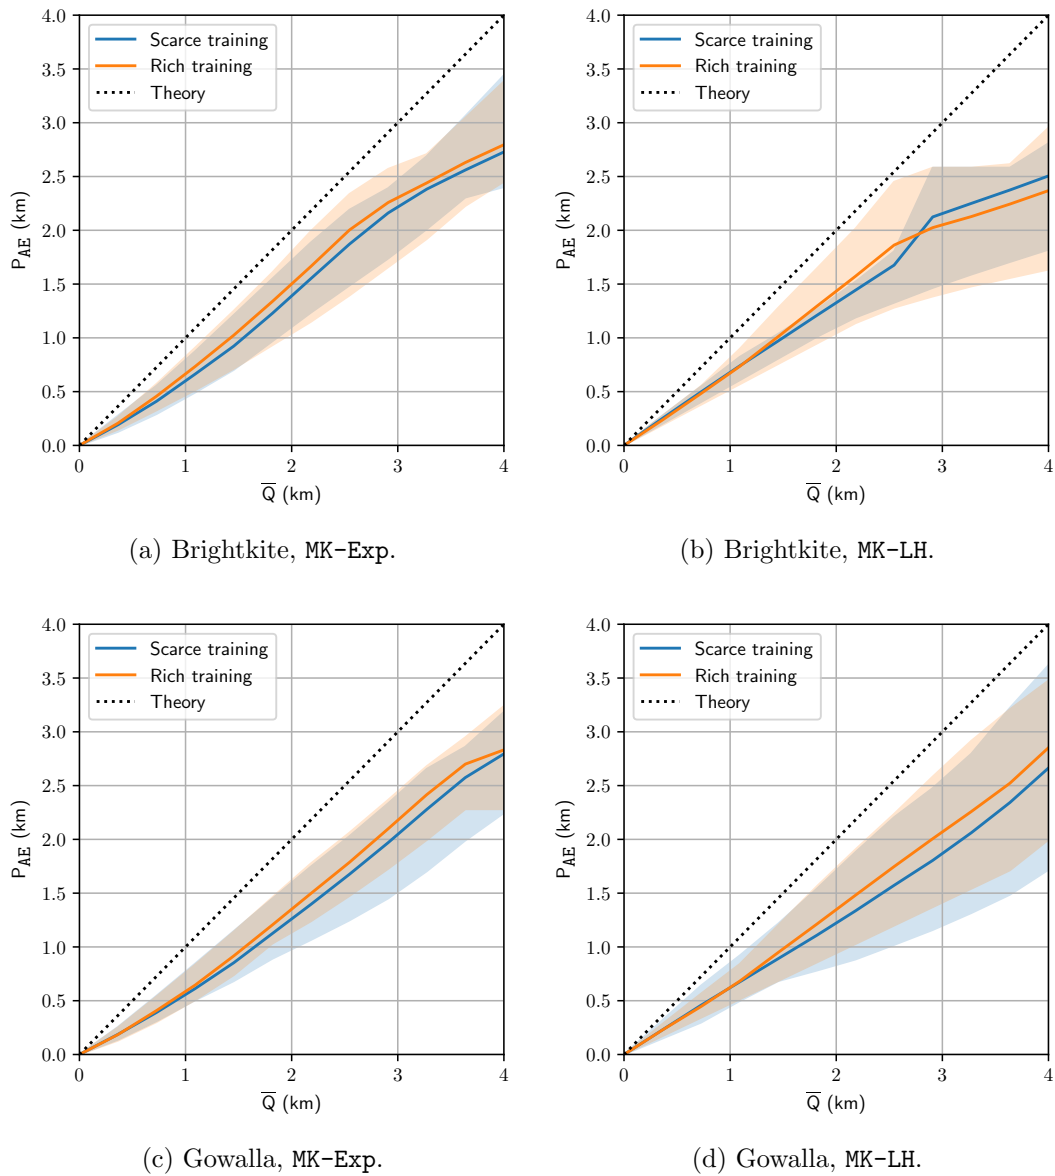 4.0
3.5
3.0
2.5
2.0
1.5
1.0
0.5
0.0
P_AE (km)
Scarce training
Rich training
Theory
0 1 2 3 4
Q̅ (km)
(a) Brightkite, MK-Exp.
4.0
3.5
3.0
2.5
2.0
1.5
1.0
0.5
0.0
P_AE (km)
Scarce training
Rich training
Theory
0 1 2 3 4
Q̅ (km)
(b) Brightkite, MK-LH.
4.0
3.5
3.0
2.5
2.0
1.5
1.0
0.5
0.0
P_AE (km)
Scarce training
Rich training
Theory
0 1 2 3 4
Q̅ (km)
(c) Gowalla, MK-Exp.
4.0
3.5
3.0
2.5
2.0
1.5
1.0
0.5
0.0
P_AE (km)
Scarce training
Rich training
Theory
0 1 2 3 4
Q̅ (km)
(d) Gowalla, MK-LH.